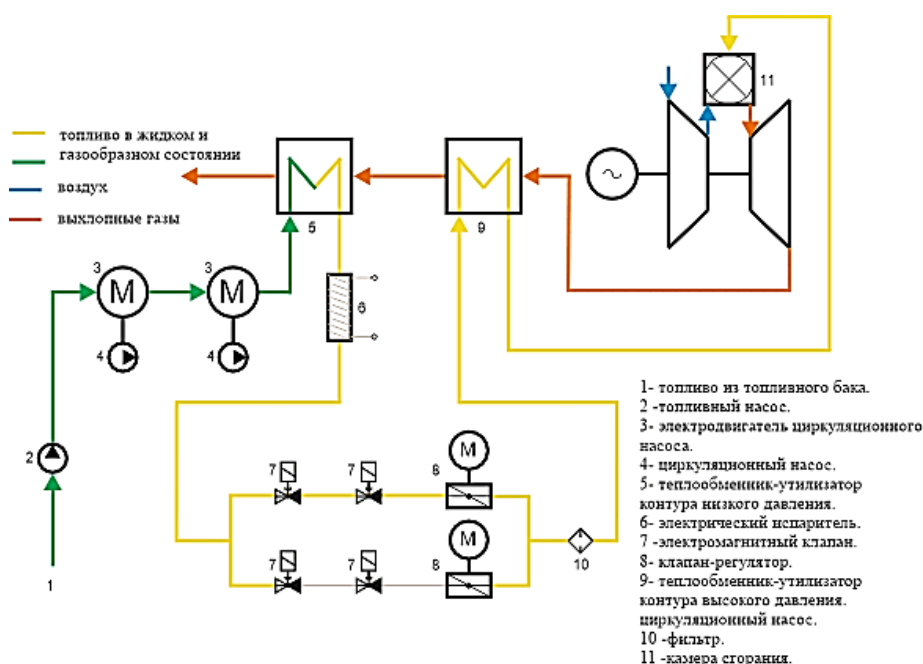 11
топливо в жидком и
газообразном состоянии
воздух
выхлопные газы
5
9
3
3
M
M
6
4
4
1- топливо из топливного бака.
2 -топливный насос.
3- электродвигатель циркуляционного
насоса.
4- циркуляционный насос.
5- теплообменник-утилизатор
контура низкого давления.
6- электрический испаритель.
7 -электромагнитный клапан.
8- клапан-регулятор.
9- теплообменник-утилизатор
контура высокого давления.
циркуляционный насос.
10 -фильтр.
11 -камера сгорания.
2
M
7
7
8
M
7
7
8
10
1